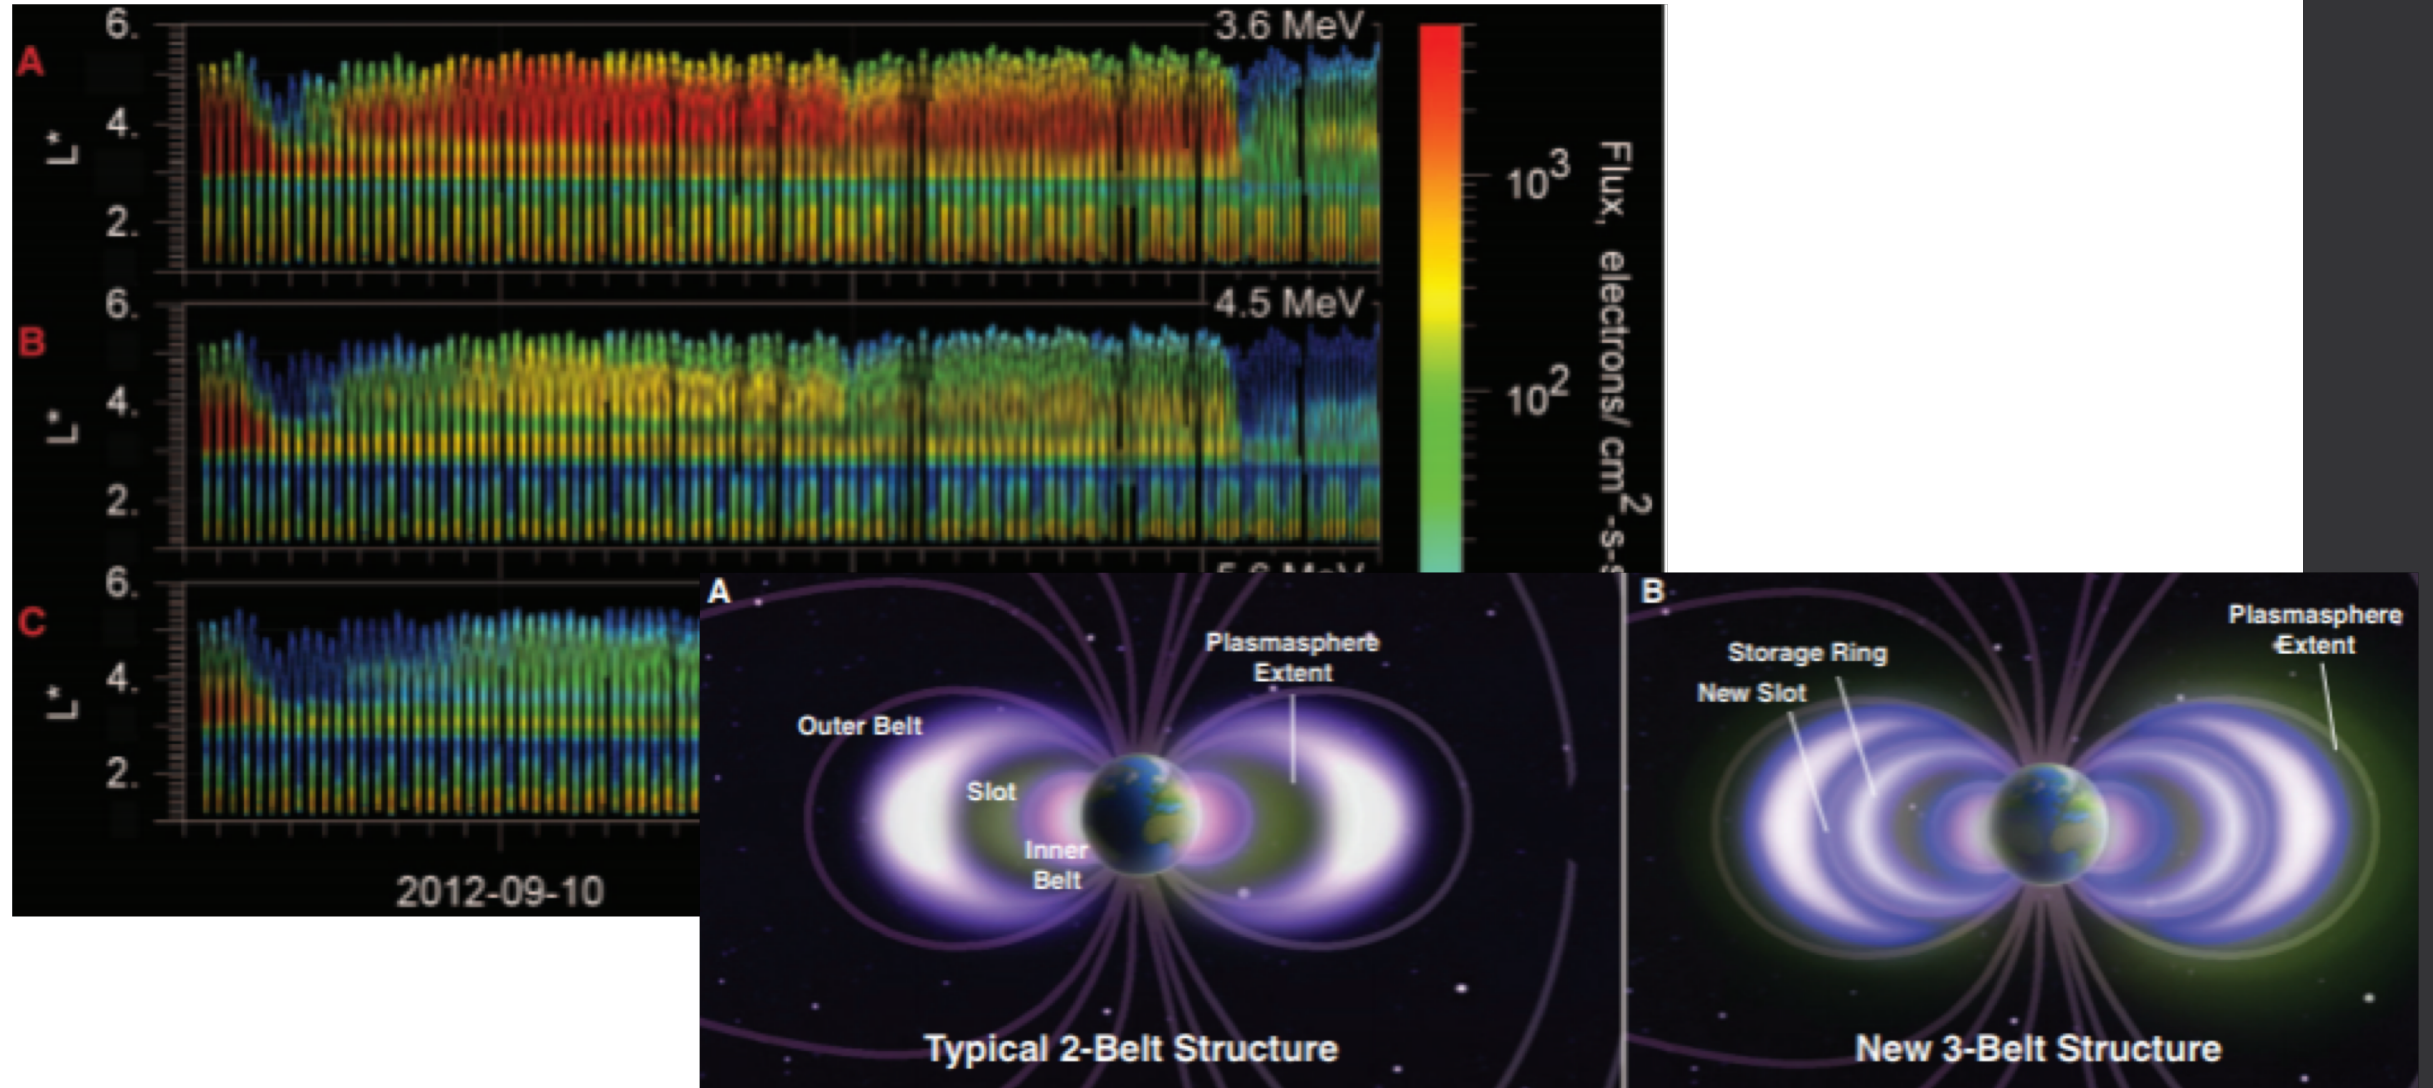 A
6.
4.
2.
L*
3.6 MeV
B
6.
4.
2.
L*
4.5 MeV
C
6.
4.
2.
L*
2012-09-10
10³
10²
Flux, electrons/ cm²-s-s
A
Plasmasphere
Extent
Outer Belt
Slot
Inner
Belt
Typical 2-Belt Structure
B
Plasmasphere
Extent
Storage Ring
New Slot
New 3-Belt Structure